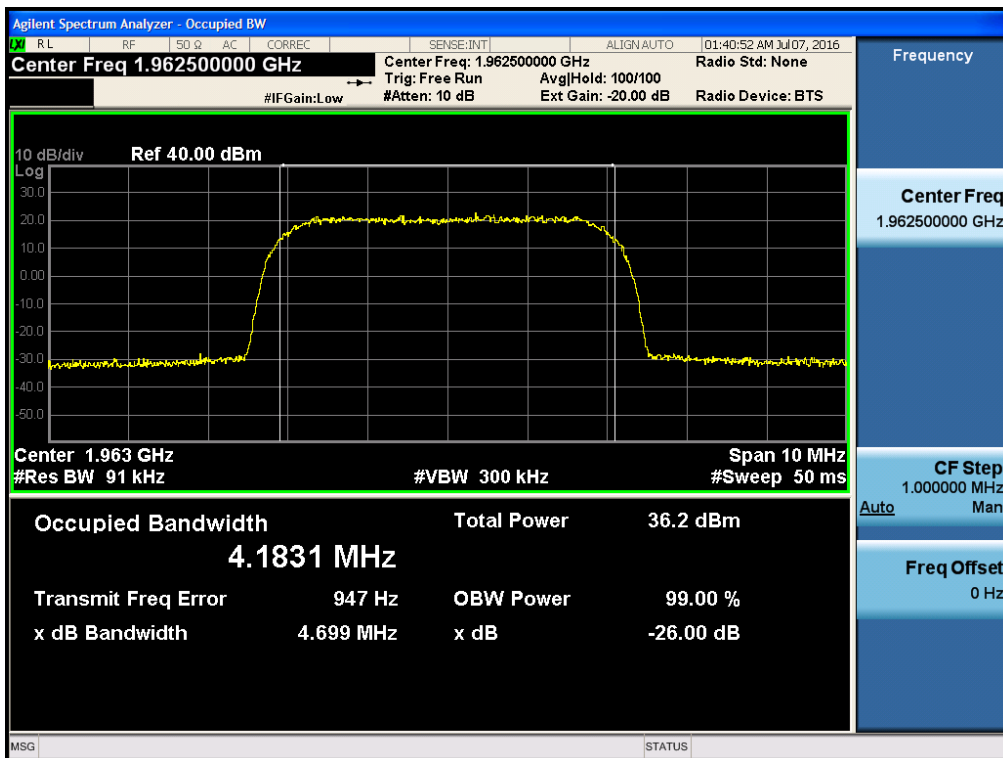 Agilent Spectrum Analyzer - Occupied BW
LXI RL RF 50 Ω AC CORREC SENSE:INT ALIGN AUTO 01:40:52 AM Jul 07, 2016
Center Freq 1.962500000 GHz
Center Freq: 1.962500000 GHz
Radio Std: None
Trig: Free Run Avg|Hold: 100/100
#IFGain:Low #Atten: 10 dB Ext Gain: -20.00 dB Radio Device: BTS
10 dB/div Ref 40.00 dBm
Log
30.0
20.0
10.0
0.00
-10.0
-20.0
-30.0
-40.0
-50.0
Center 1.963 GHz Span 10 MHz
#Res BW 91 kHz #VBW 300 kHz #Sweep 50 ms
Occupied Bandwidth Total Power 36.2 dBm
4.1831 MHz
Transmit Freq Error 947 Hz OBW Power 99.00 %
x dB Bandwidth 4.699 MHz x dB -26.00 dB
MSG STATUS
Frequency
Center Freq
1.962500000 GHz
CF Step
1.000000 MHz
Auto Man
Freq Offset
0 Hz